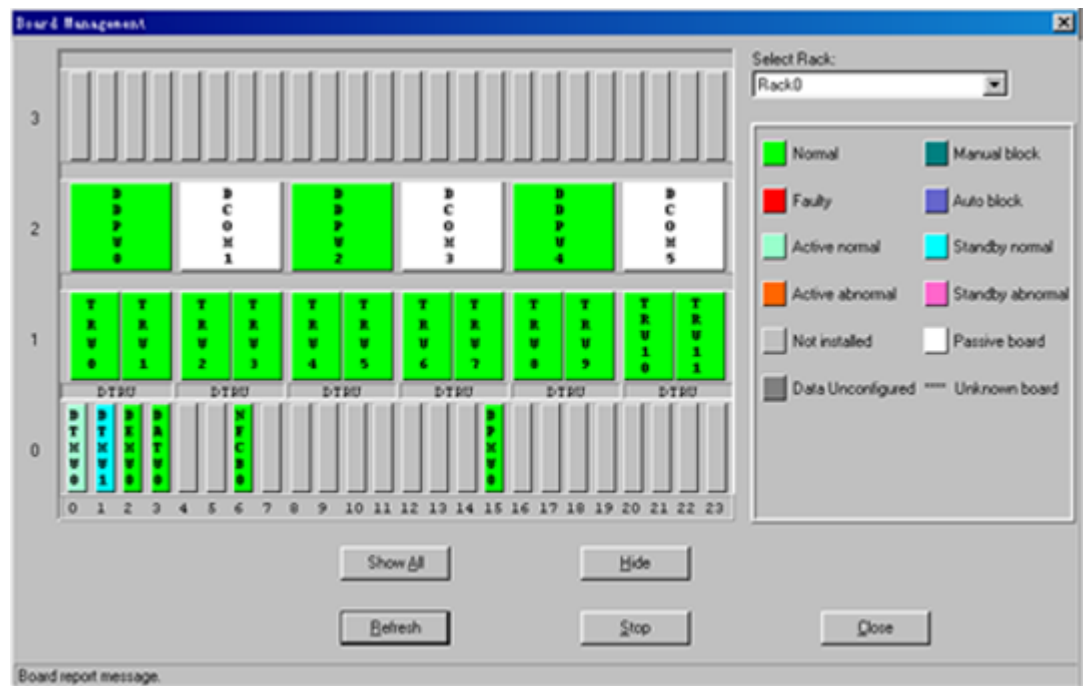 Board Management
Select Rack:
Rack0
3
2
DDPU0
DCOM1
DDPU2
DCOM3
DDPU4
DCOM5
1
TRU0
TRU1
TRU2
TRU3
TRU4
TRU5
TRU6
TRU7
TRU8
TRU9
TRU10
TRU11
DTRU DTRU DTRU DTRU DTRU DTRU
0
DTMU0
DTMU1
DEMU0
DATU0
NFCB0
DPMU0
0 1 2 3 4 5 6 7 8 9 10 11 12 13 14 15 16 17 18 19 20 21 22 23
Normal
Manual block
Faulty
Auto block
Active normal
Standby normal
Active abnormal
Standby abnormal
Not installed
Passive board
Data Unconfigured
Unknown board
Show All
Hide
Refresh
Stop
Close
Board report message.